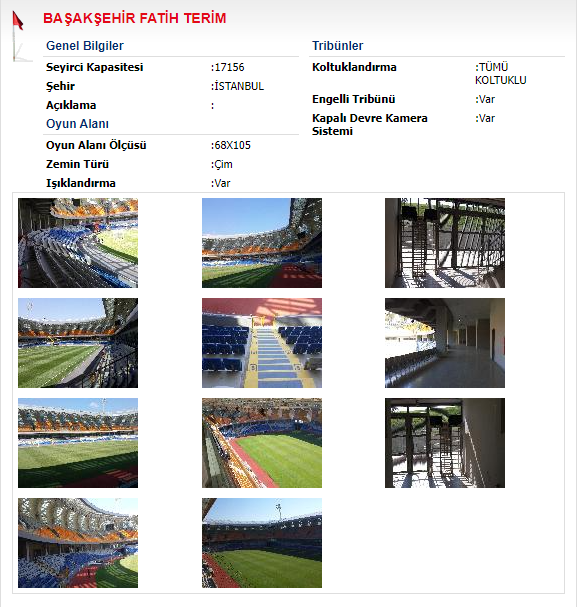 BAŞAKŞEHİR FATİH TERİM
Genel Bilgiler
Seyirci Kapasitesi :17156
Şehir :İSTANBUL
Açıklama :
Oyun Alanı
Oyun Alanı Ölçüsü :68X105
Zemin Türü :Çim
Işıklandırma :Var
Tribünler
Koltuklandırma :TÜMÜ
KOLTUKLU
Engelli Tribünü :Var
Kapalı Devre Kamera :Var
Sistemi